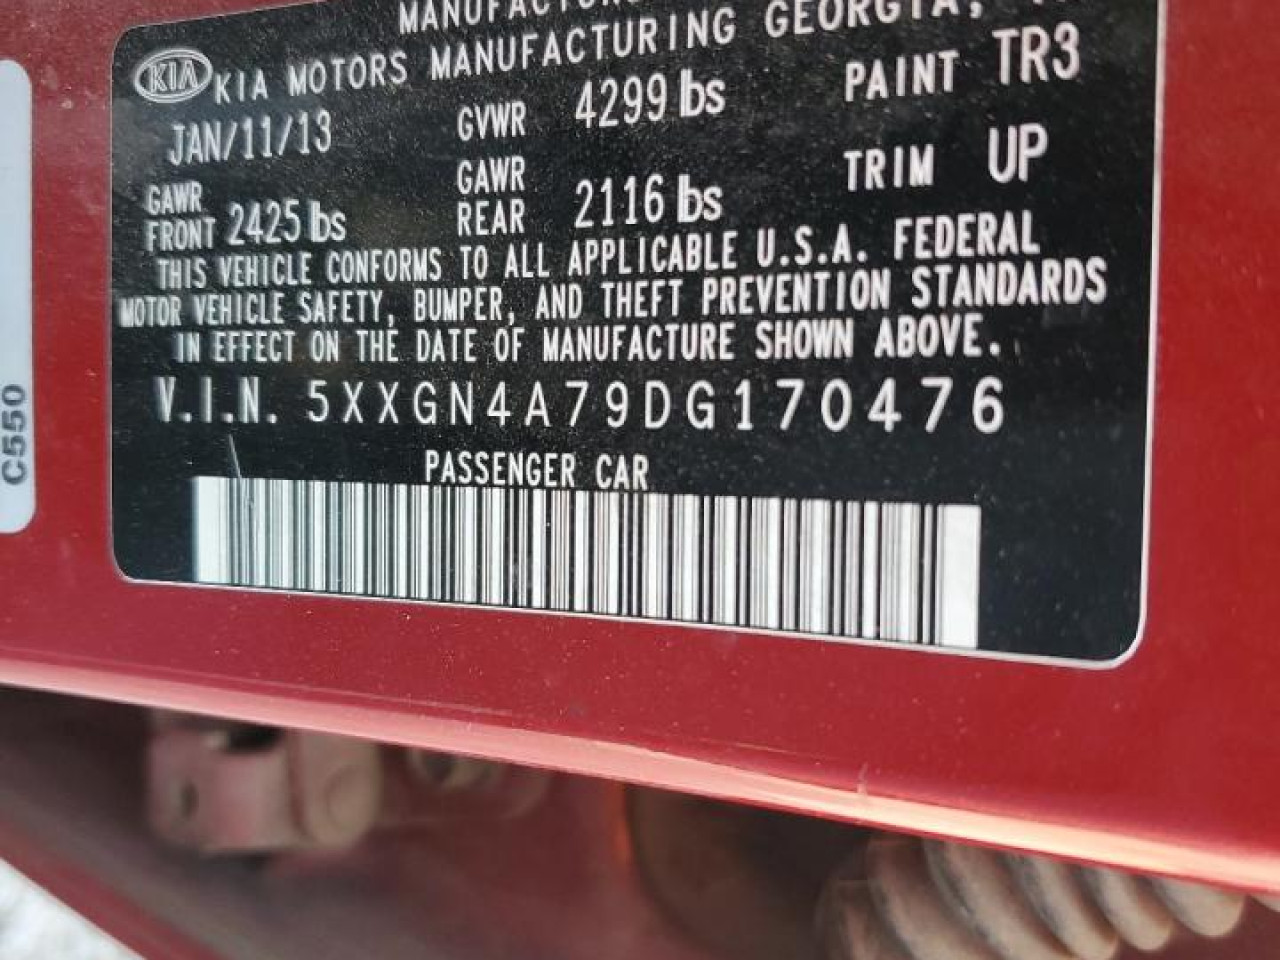 KIA MOTORS MANUFACTURING GEORGIA,
KIA
JAN/11/13 GVWR 4299 lbs PAINT TR3
GAWR FRONT 2425 lbs GAWR REAR 2116 lbs TRIM UP
THIS VEHICLE CONFORMS TO ALL APPLICABLE U.S.A. FEDERAL
MOTOR VEHICLE SAFETY, BUMPER, AND THEFT PREVENTION STANDARDS
IN EFFECT ON THE DATE OF MANUFACTURE SHOWN ABOVE.
V.I.N. 5XXGN4A79DG170476
PASSENGER CAR
C550